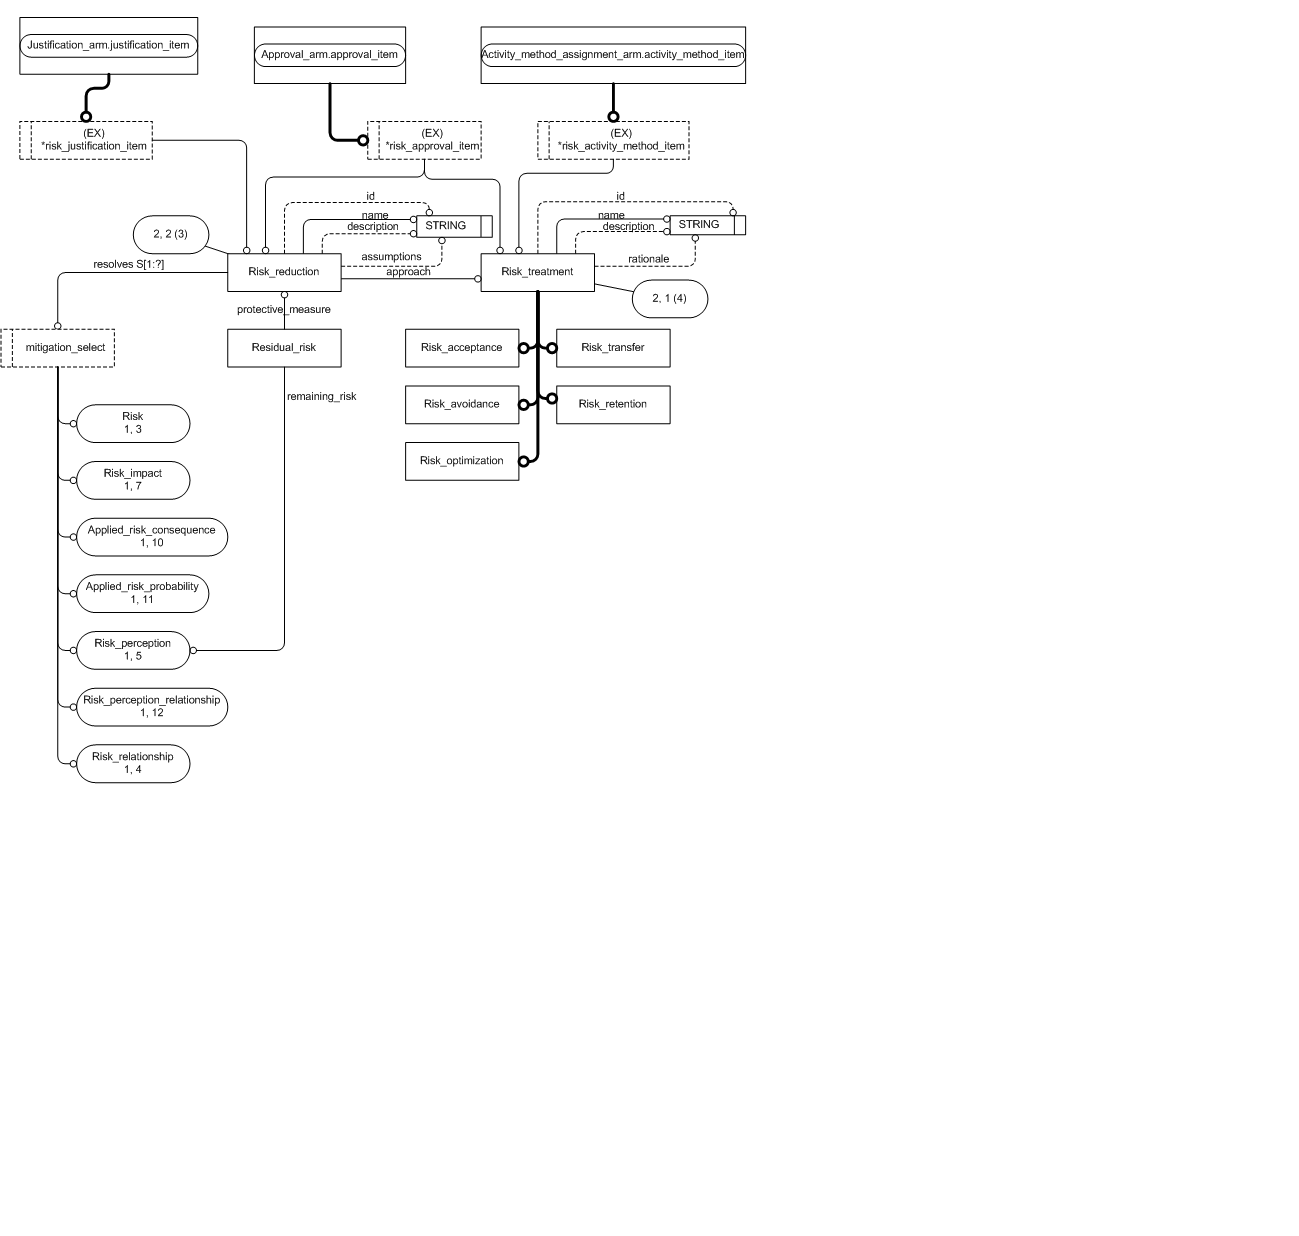 Justification_arm.justification_item
Approval_arm.approval_item
Activity_method_assignment_arm.activity_method_item
(EX)
*risk_justification_item
(EX)
*risk_approval_item
(EX)
*risk_activity_method_item
id
name
description
STRING
assumptions
approach
id
name
description
STRING
rationale
2, 2 (3)
resolves S[1:?]
Risk_reduction
Risk_treatment
2, 1 (4)
protective_measure
mitigation_select
Residual_risk
Risk_acceptance
Risk_transfer
remaining_risk
Risk_avoidance
Risk_retention
Risk
1, 3
Risk_optimization
Risk_impact
1, 7
Applied_risk_consequence
1, 10
Applied_risk_probability
1, 11
Risk_perception
1, 5
Risk_perception_relationship
1, 12
Risk_relationship
1, 4